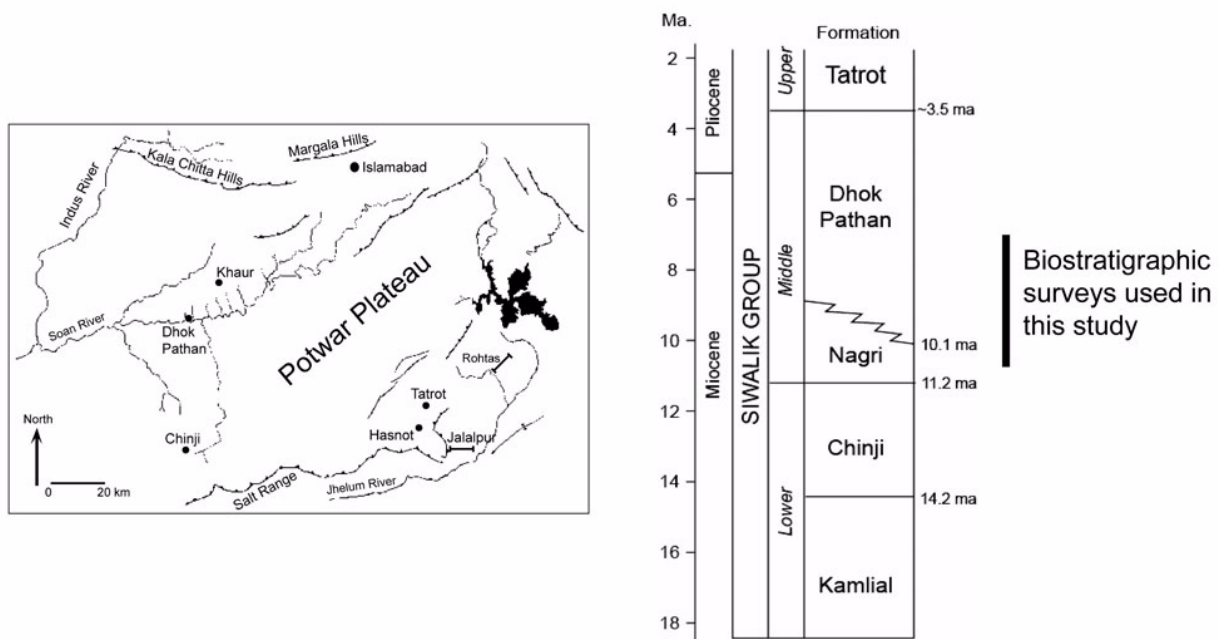 Indus River
Kala Chitta Hills
Margala Hills
Islamabad
Khaur
Soan River
Dhok
Pathan
Potwar Plateau
Rohtas
Tatrot
Hasnot
Jalalpur
North
Chinji
0 20 km
Salt Range
Jhelum River
Ma.
Formation
2
4
6
8
10
12
14
16
18
Pliocene
Miocene
SIWALIK GROUP
Upper
Middle
Lower
Tatrot
~3.5 ma
Dhok
Pathan
Nagri
10.1 ma
11.2 ma
Chinji
14.2 ma
Kamlial
Biostratigraphic
surveys used in
this study